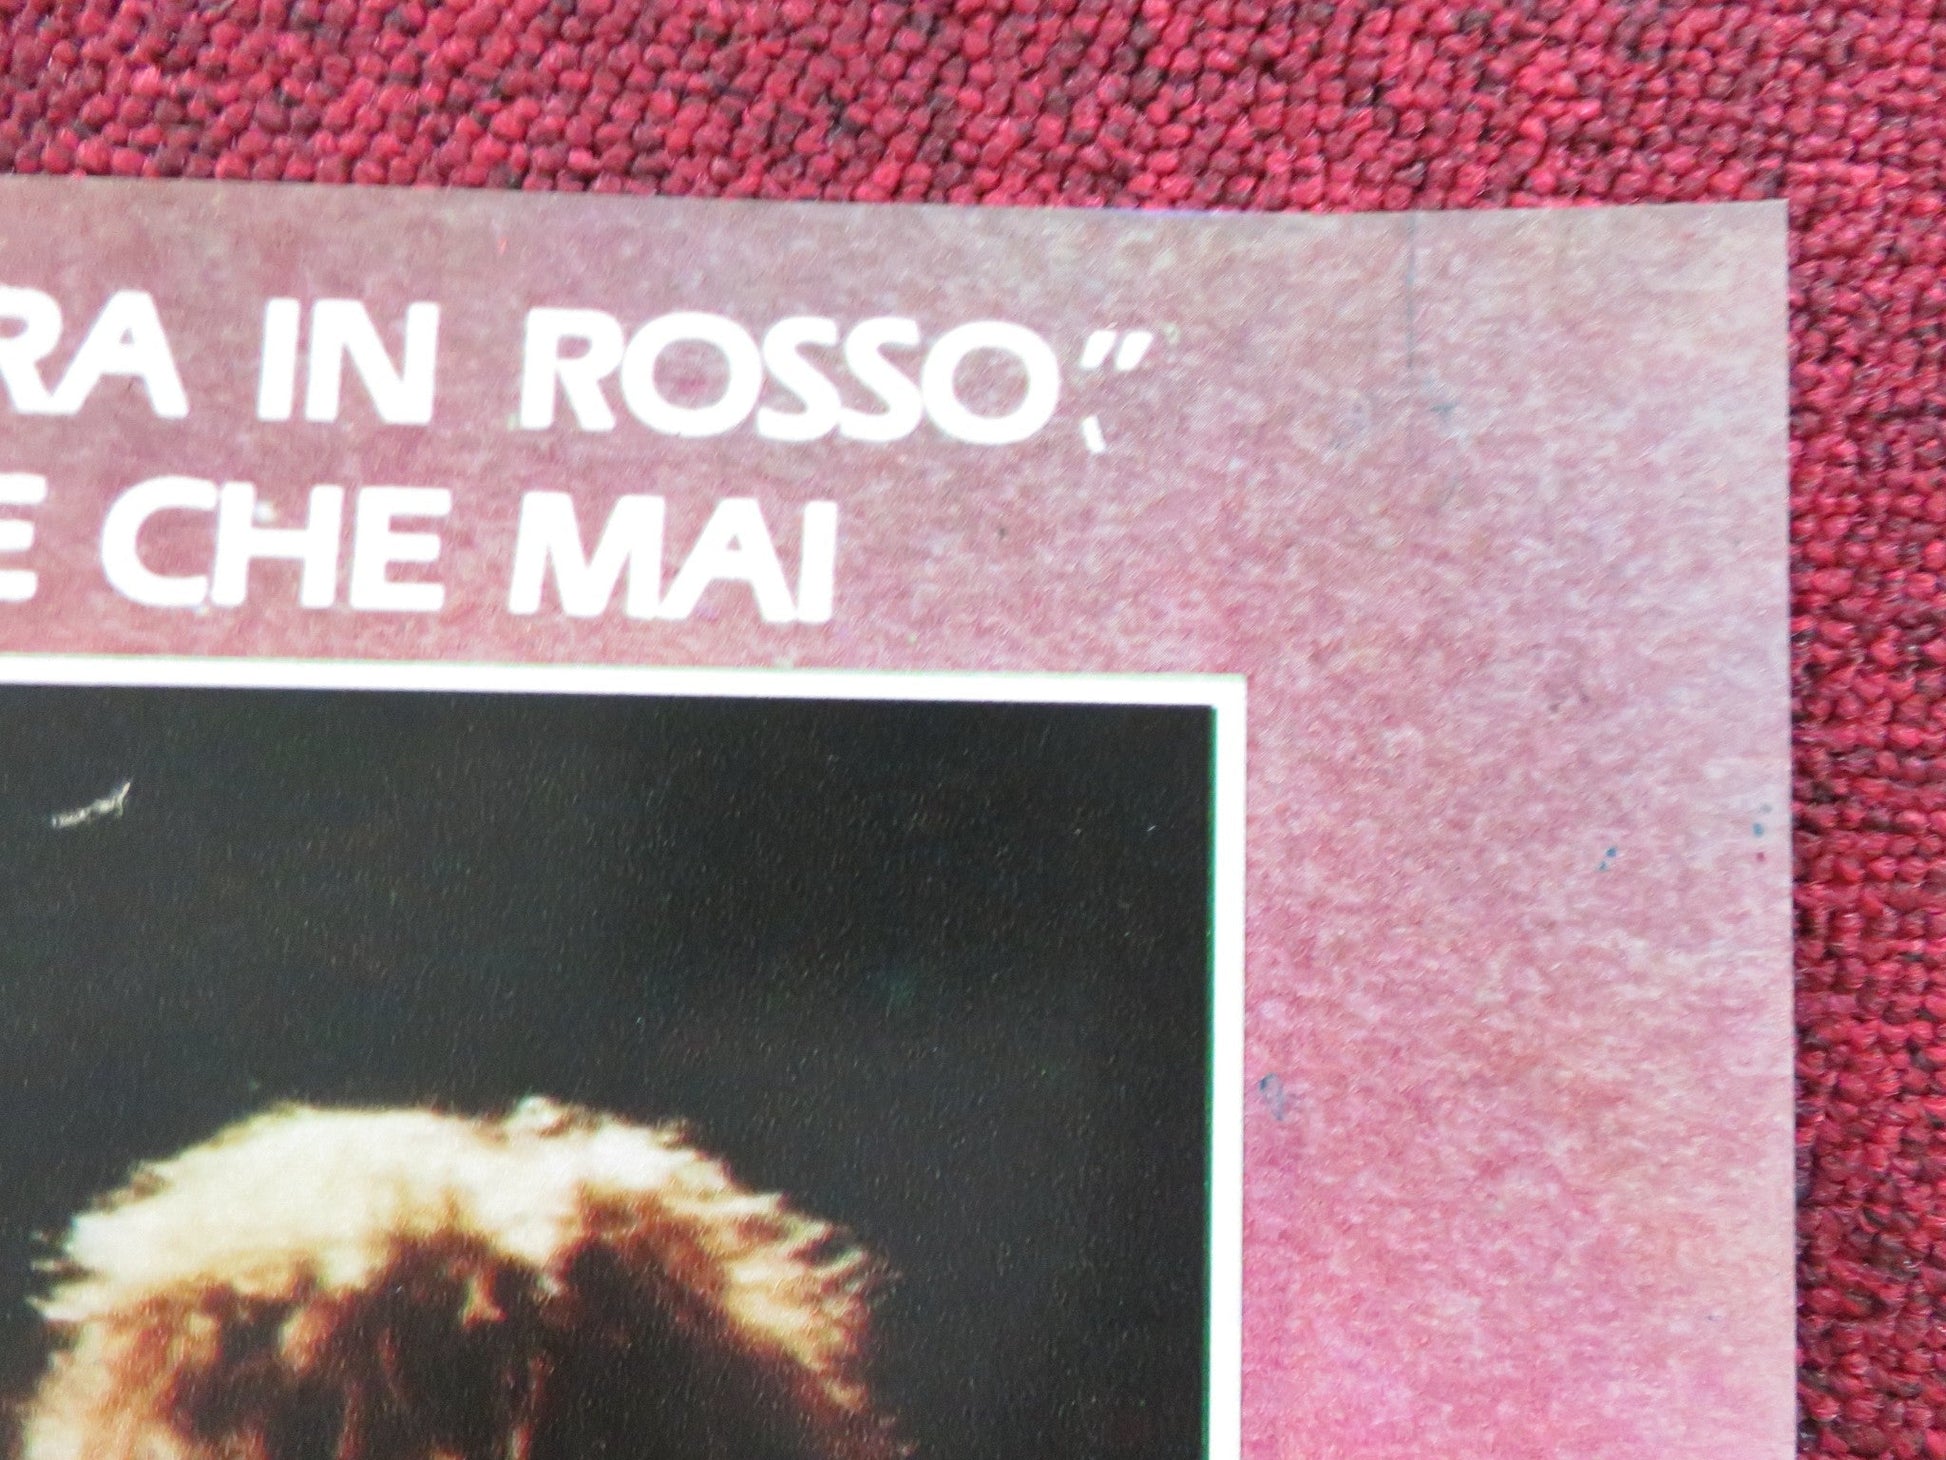 RA IN ROSSO,"
E CHE MAI